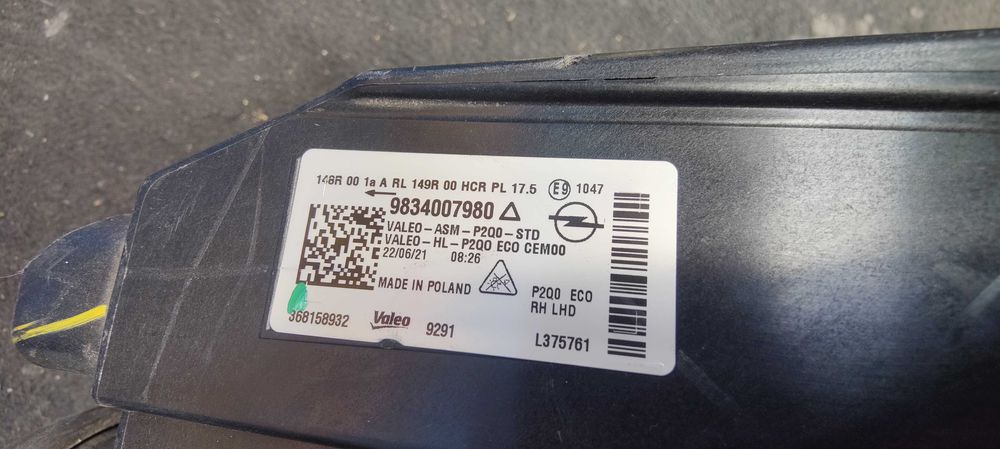 148R 00 1a A RL 149R 00 HCR PL 17.5 E9 1047
9834007980
VALEO-ASM-P2Q0-STD
VALEO-HL-P2Q0 ECO CEM00
22/06/21 08:26
MADE IN POLAND
P2Q0 ECO
RH LHD
368158932 Valeo 9291 L375761